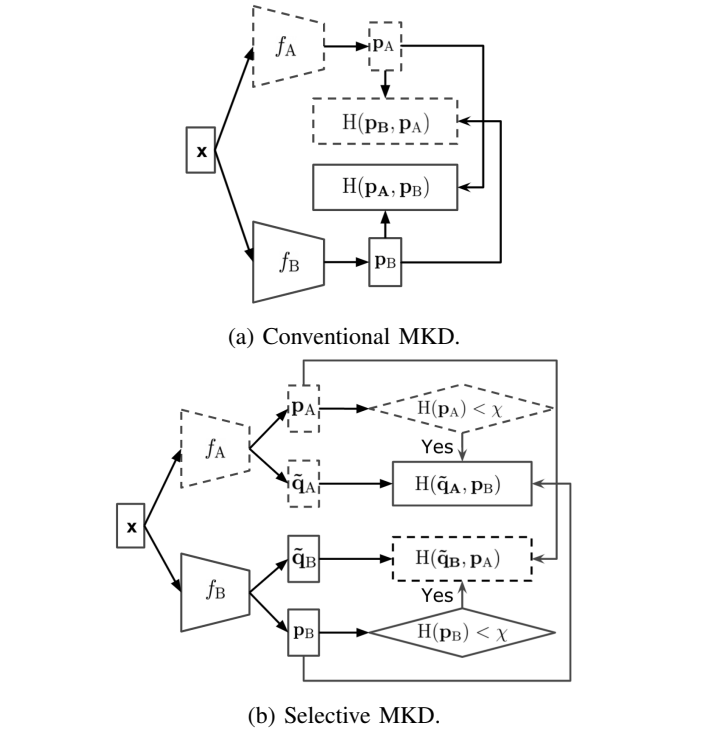 f_A
p_A
H(p_B, p_A)
x
H(p_A, p_B)
f_B
p_B
(a) Conventional MKD.
p_A
H(p_A) < χ
f_A
Yes
q̃_A
H(q̃_A, p_B)
x
q̃_B
H(q̃_B, p_A)
f_B
Yes
p_B
H(p_B) < χ
(b) Selective MKD.